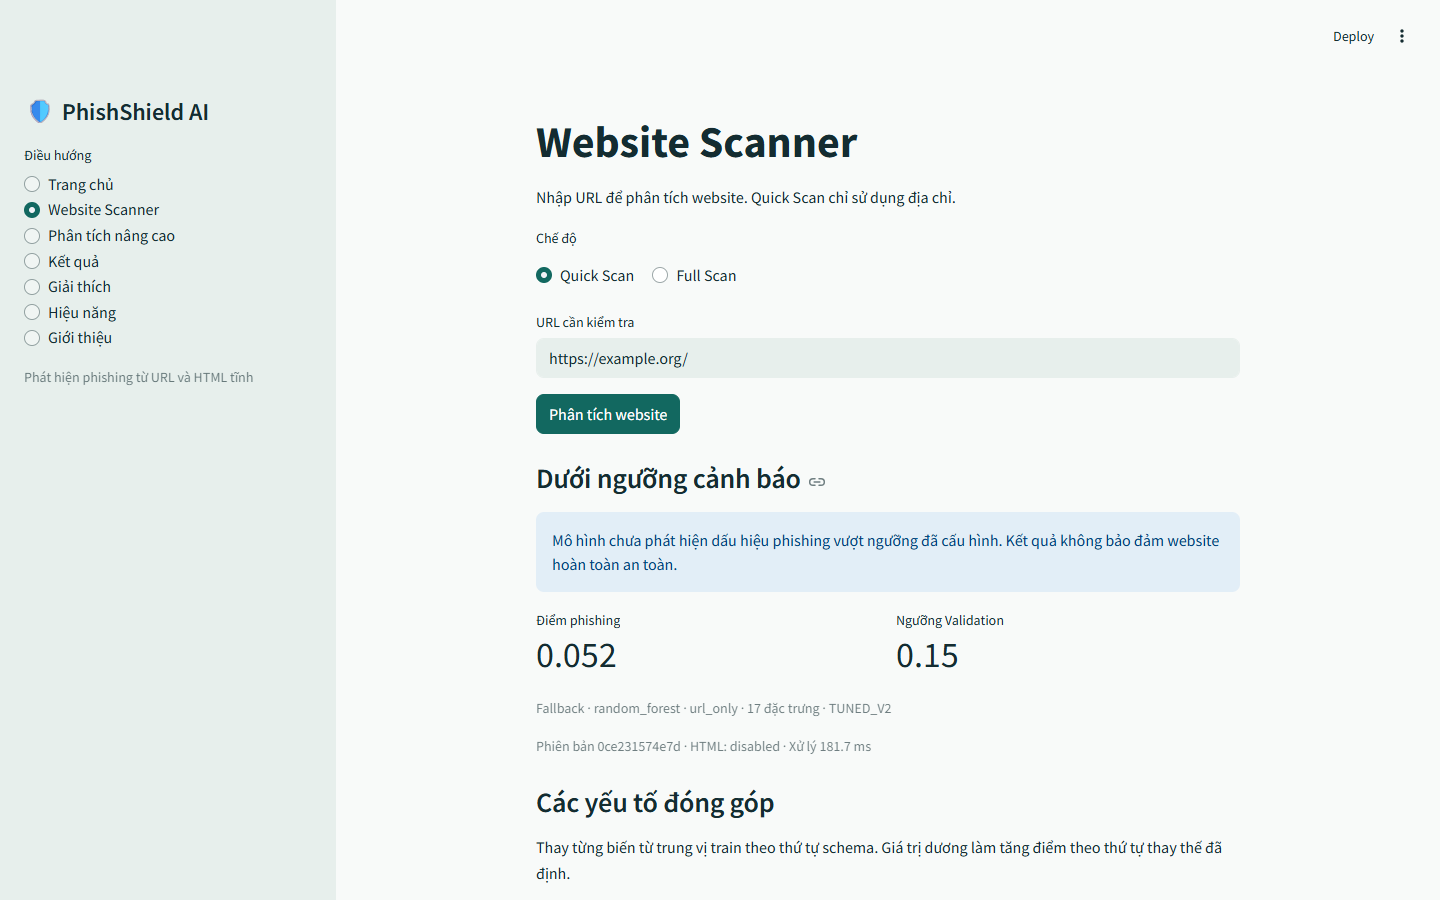 Deploy
PhishShield AI
Điều hướng
Trang chủ
Website Scanner
Phân tích nâng cao
Kết quả
Giải thích
Hiệu năng
Giới thiệu
Phát hiện phishing từ URL và HTML tĩnh
Website Scanner
Nhập URL để phân tích website. Quick Scan chỉ sử dụng địa chỉ.
Chế độ
Quick Scan
Full Scan
URL cần kiểm tra
https://example.org/
Phân tích website
Dưới ngưỡng cảnh báo
Mô hình chưa phát hiện dấu hiệu phishing vượt ngưỡng đã cấu hình. Kết quả không bảo đảm website
hoàn toàn an toàn.
Điểm phishing
0.052
Ngưỡng Validation
0.15
Fallback · random_forest · url_only · 17 đặc trưng · TUNED_V2
Phiên bản 0ce231574e7d · HTML: disabled · Xử lý 181.7 ms
Các yếu tố đóng góp
Thay từng biến từ trung vị train theo thứ tự schema. Giá trị dương làm tăng điểm theo thứ tự thay thế đã
định.